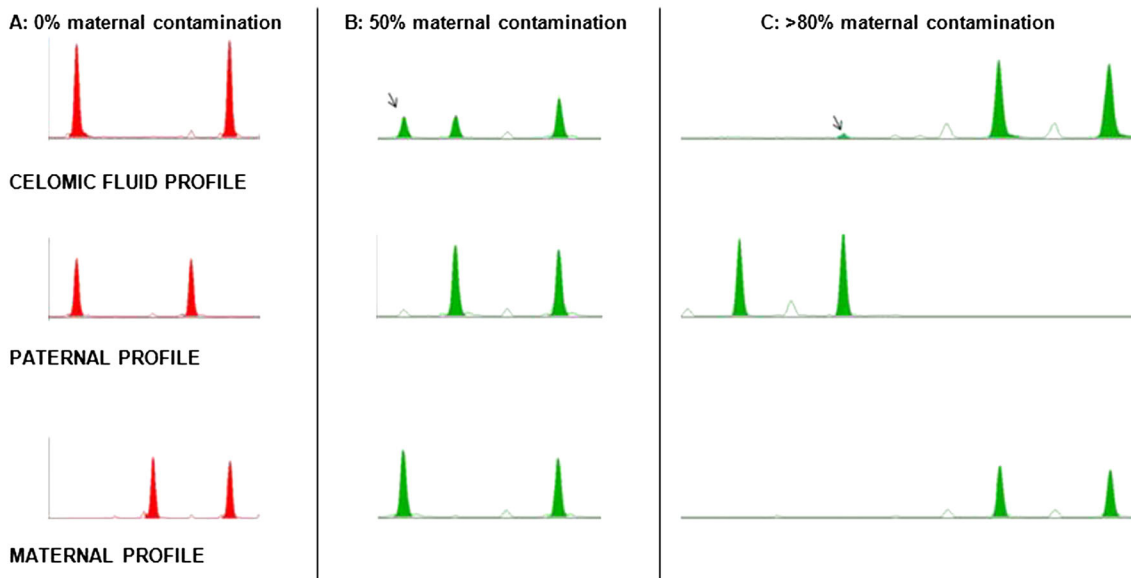 A: 0% maternal contamination
B: 50% maternal contamination
C: >80% maternal contamination
CELOMIC FLUID PROFILE
PATERNAL PROFILE
MATERNAL PROFILE